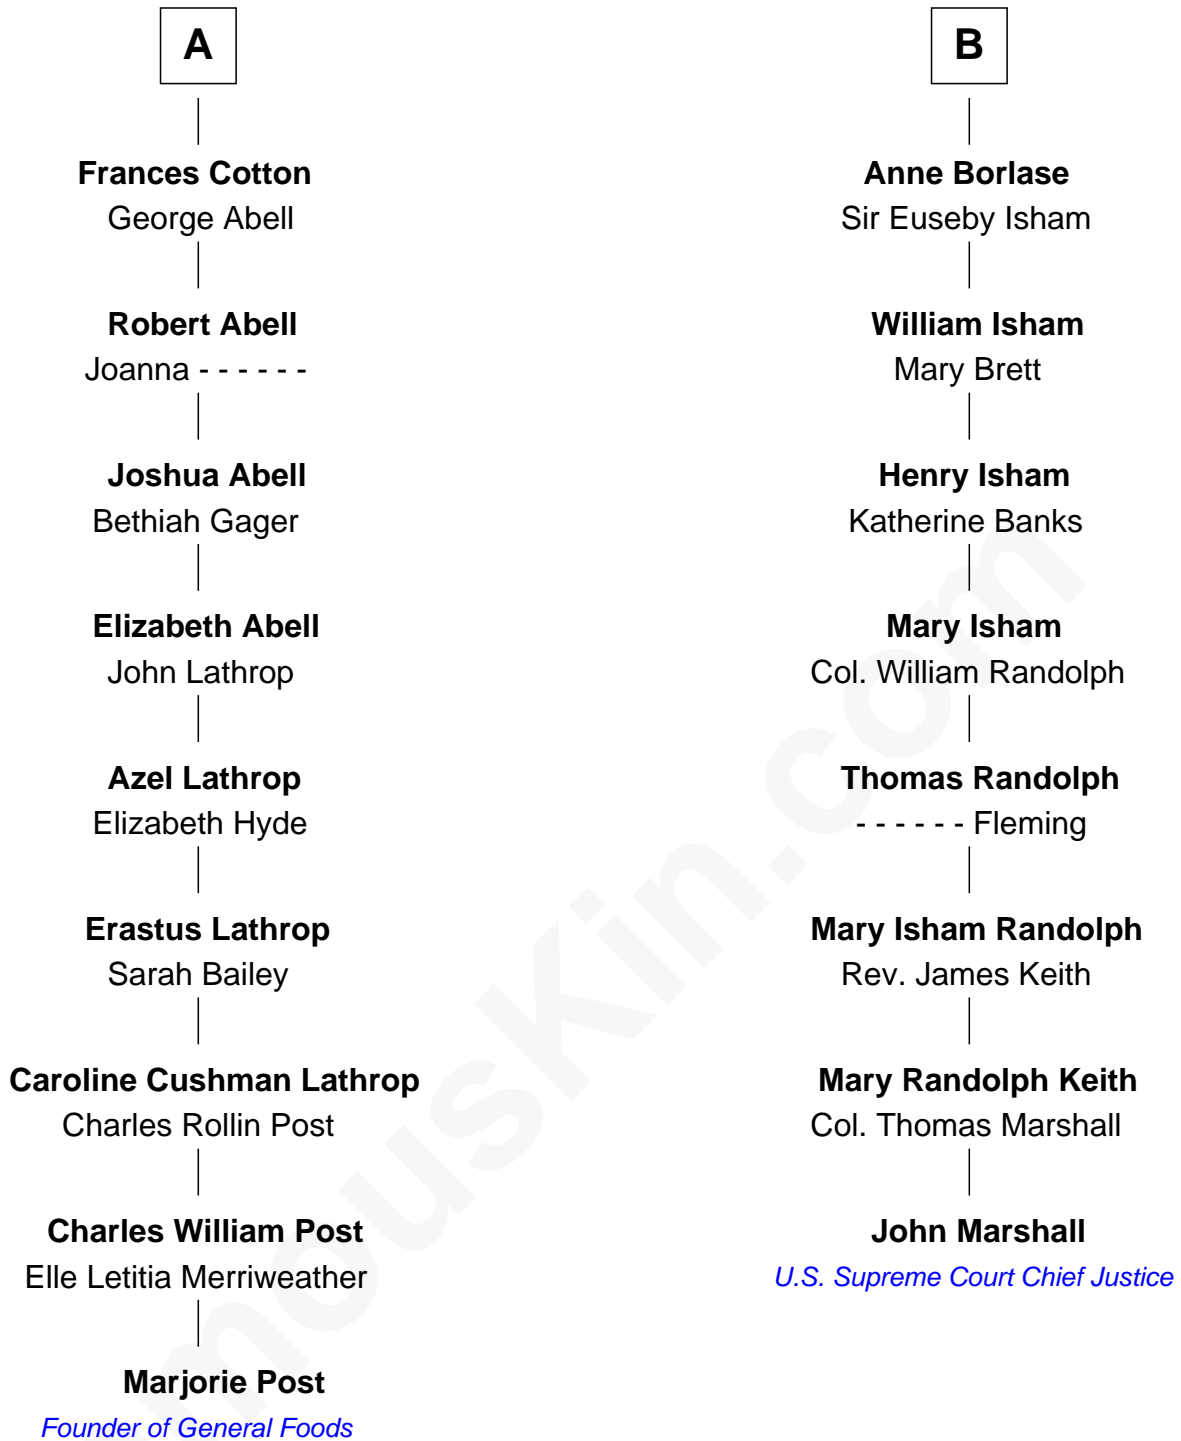 A
Frances Cotton
George Abell
Robert Abell
Joanna - - - - - -
Joshua Abell
Bethiah Gager
Elizabeth Abell
John Lathrop
Azel Lathrop
Elizabeth Hyde
Erastus Lathrop
Sarah Bailey
Caroline Cushman Lathrop
Charles Rollin Post
Charles William Post
Elle Letitia Merriweather
Marjorie Post
Founder of General Foods
B
Anne Borlase
Sir Euseby Isham
William Isham
Mary Brett
Henry Isham
Katherine Banks
Mary Isham
Col. William Randolph
Thomas Randolph
- - - - - - Fleming
Mary Isham Randolph
Rev. James Keith
Mary Randolph Keith
Col. Thomas Marshall
John Marshall
U.S. Supreme Court Chief Justice
mousKin.com